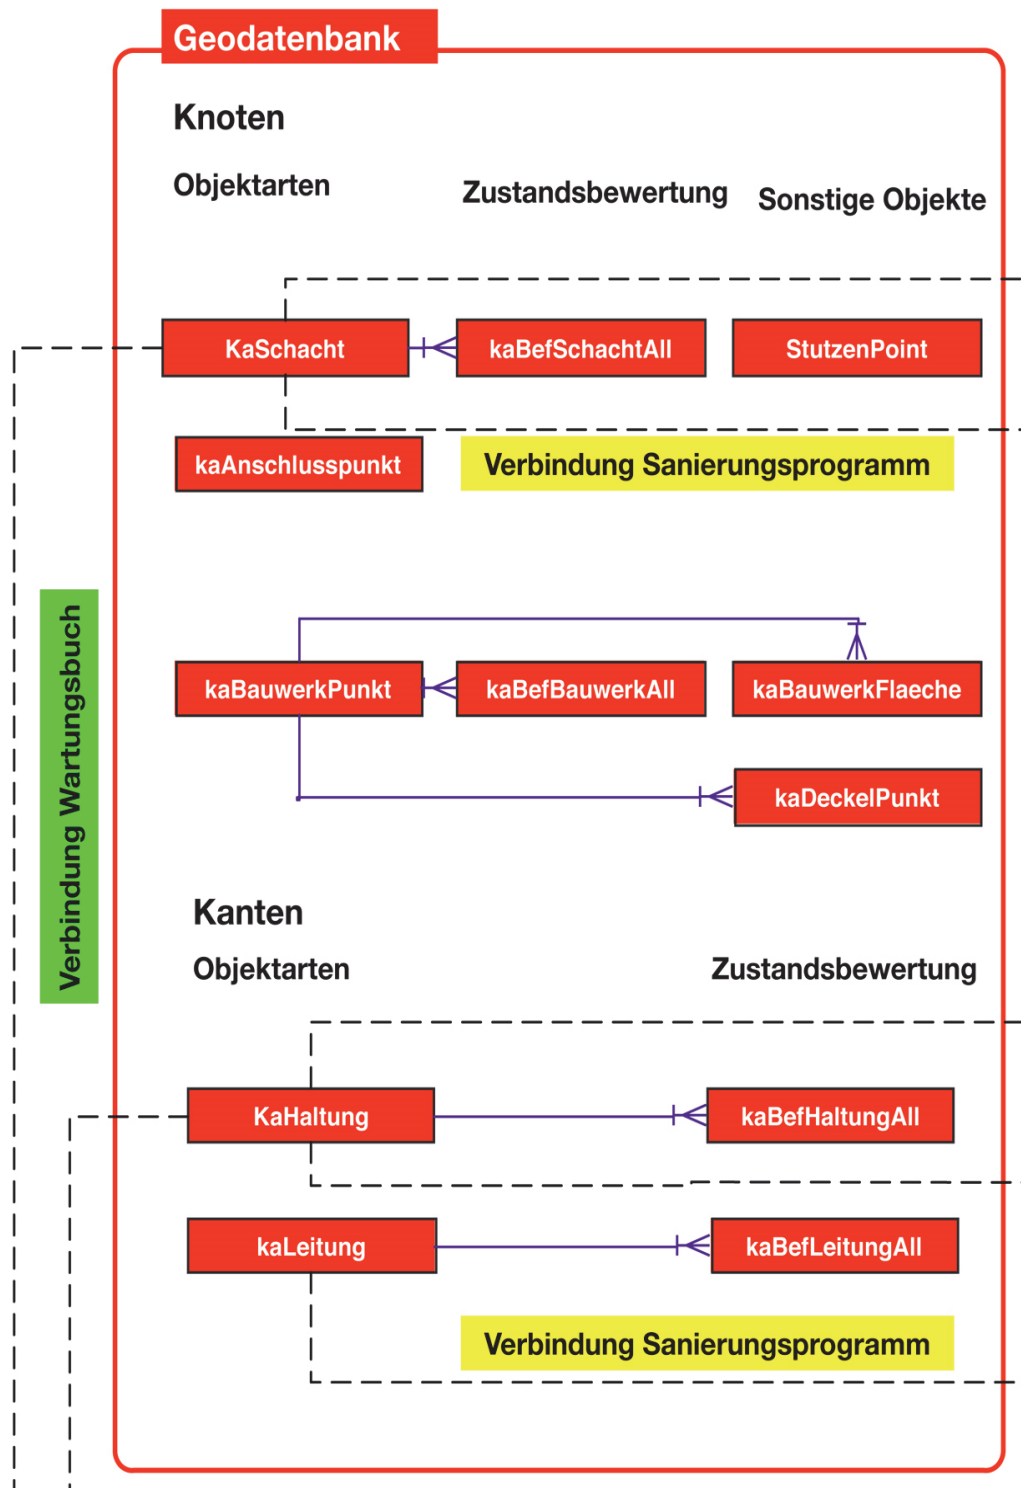 Geodatenbank
Knoten
Objektarten
Zustandsbewertung
Sonstige Objekte
KaSchacht
kaBefSchachtAll
StutzenPoint
kaAnschlusspunkt
Verbindung Sanierungsprogramm
Verbindung Wartungsbuch
kaBauwerkPunkt
kaBefBauwerkAll
kaBauwerkFlaeche
kaDeckelPunkt
Kanten
Objektarten
Zustandsbewertung
KaHaltung
kaBefHaltungAll
kaLeitung
kaBefLeitungAll
Verbindung Sanierungsprogramm